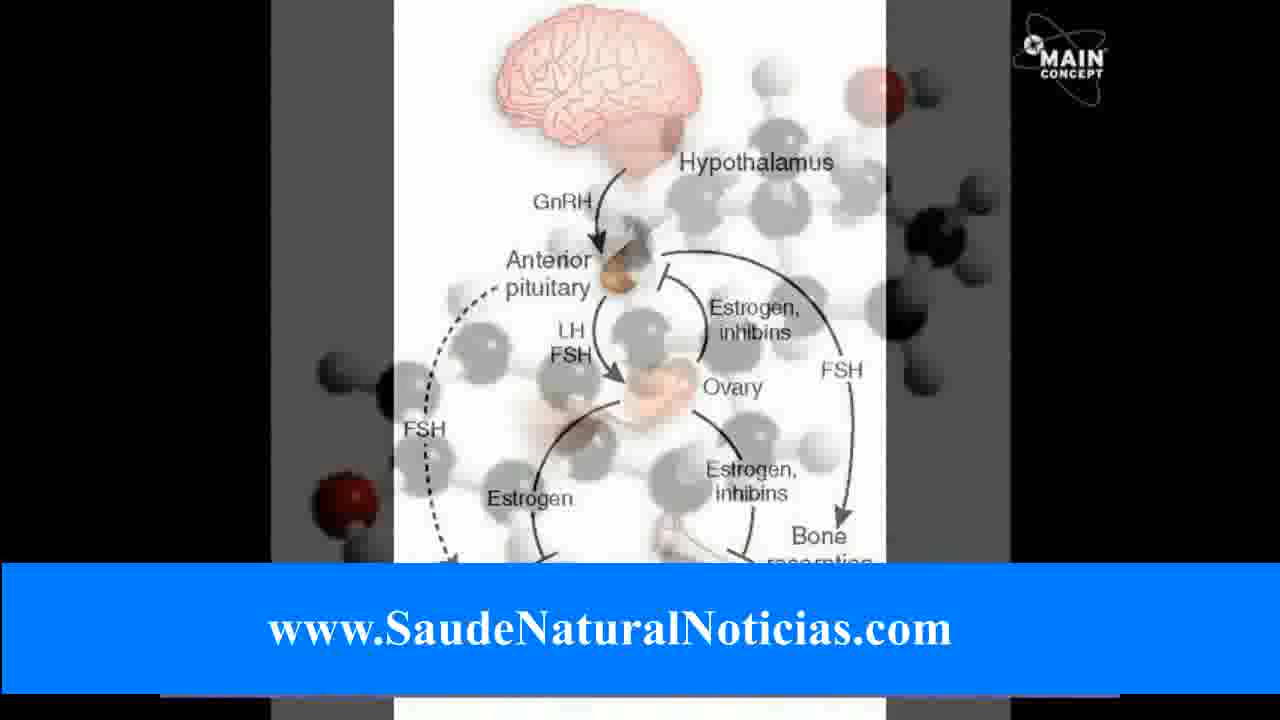 MAIN
CONCEPT
Hypothalamus
GnRH
Anterior
pituitary
Estrogen,
inhibins
LH
FSH
FSH
Ovary
FSH
Estrogen,
inhibins
Estrogen
Bone
resorption
www.SaudeNaturalNoticias.com